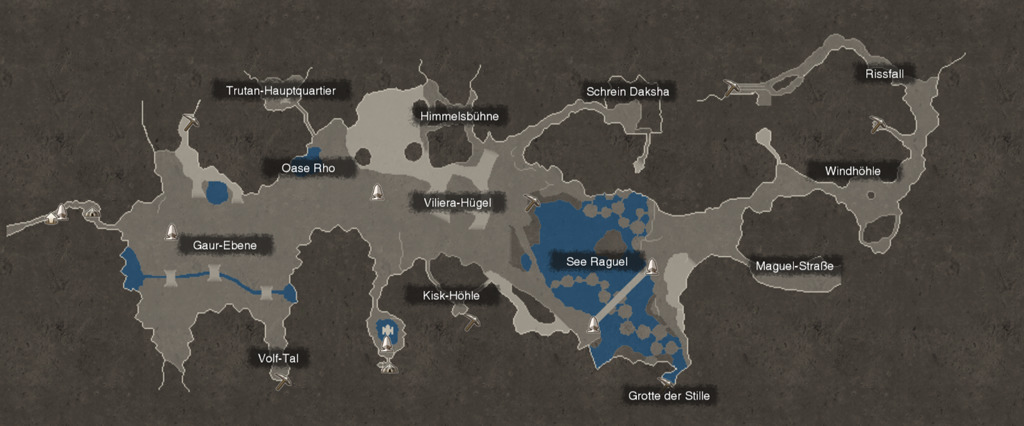 Rissfall
Trutan-Hauptquartier
Schrein Daksha
Himmelsbühne
Oase Rho
Windhöhle
Viliera-Hügel
Gaur-Ebene
See Raguel
Maguel-Straße
Kisk-Höhle
Volf-Tal
Grotte der Stille